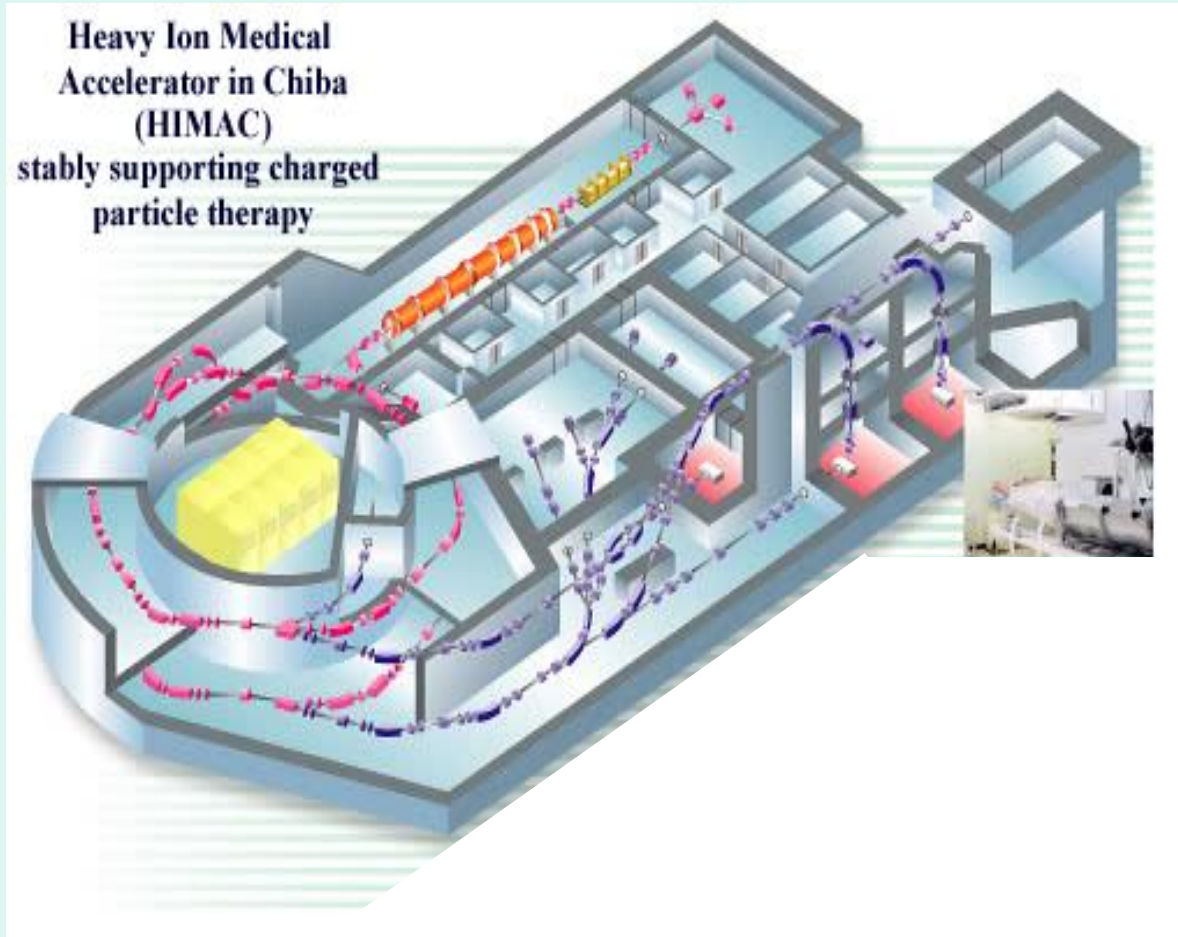 Heavy Ion Medical
Accelerator in Chiba
(HIMAC)
stably supporting charged
particle therapy